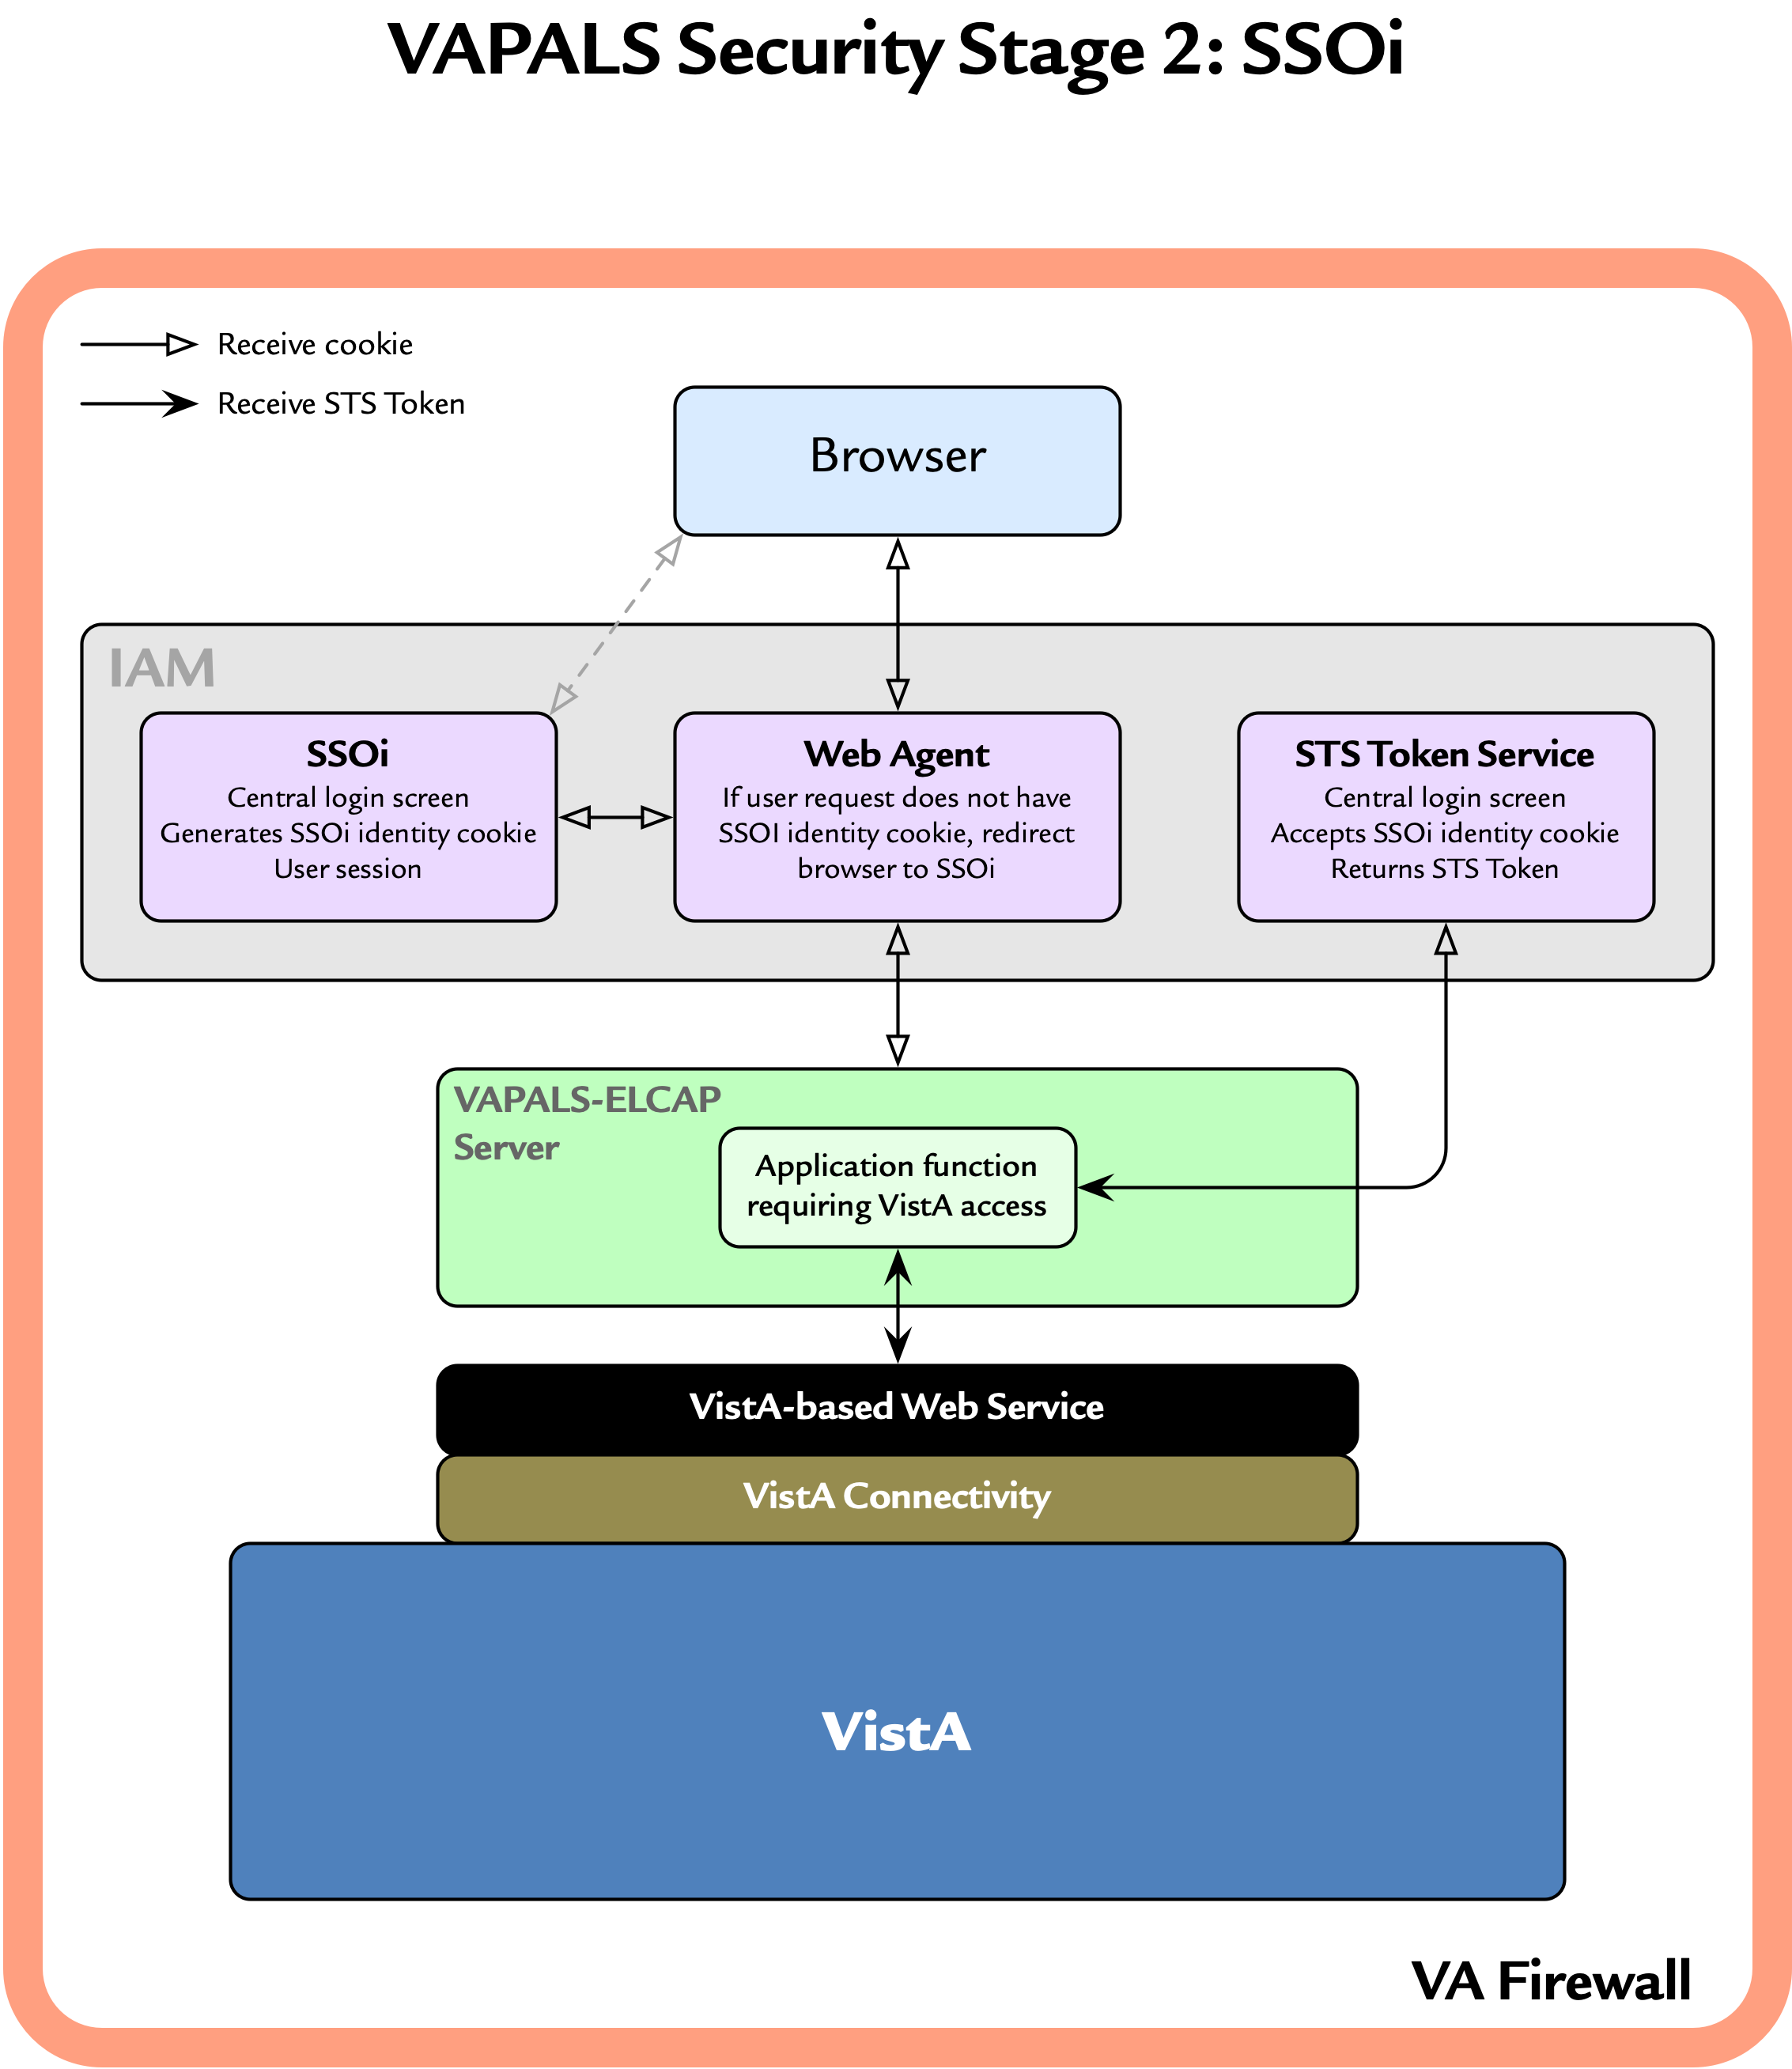 VAPALS Security Stage 2: SSOi
Receive cookie
Receive STS Token
Browser
IAM
SSOi
Central login screen
Generates SSOi identity cookie
User session
Web Agent
If user request does not have
SSOI identity cookie, redirect
browser to SSOi
STS Token Service
Central login screen
Accepts SSOi identity cookie
Returns STS Token
VAPALS-ELCAP
Server
Application function
requiring VistA access
VistA-based Web Service
VistA Connectivity
VistA
VA Firewall